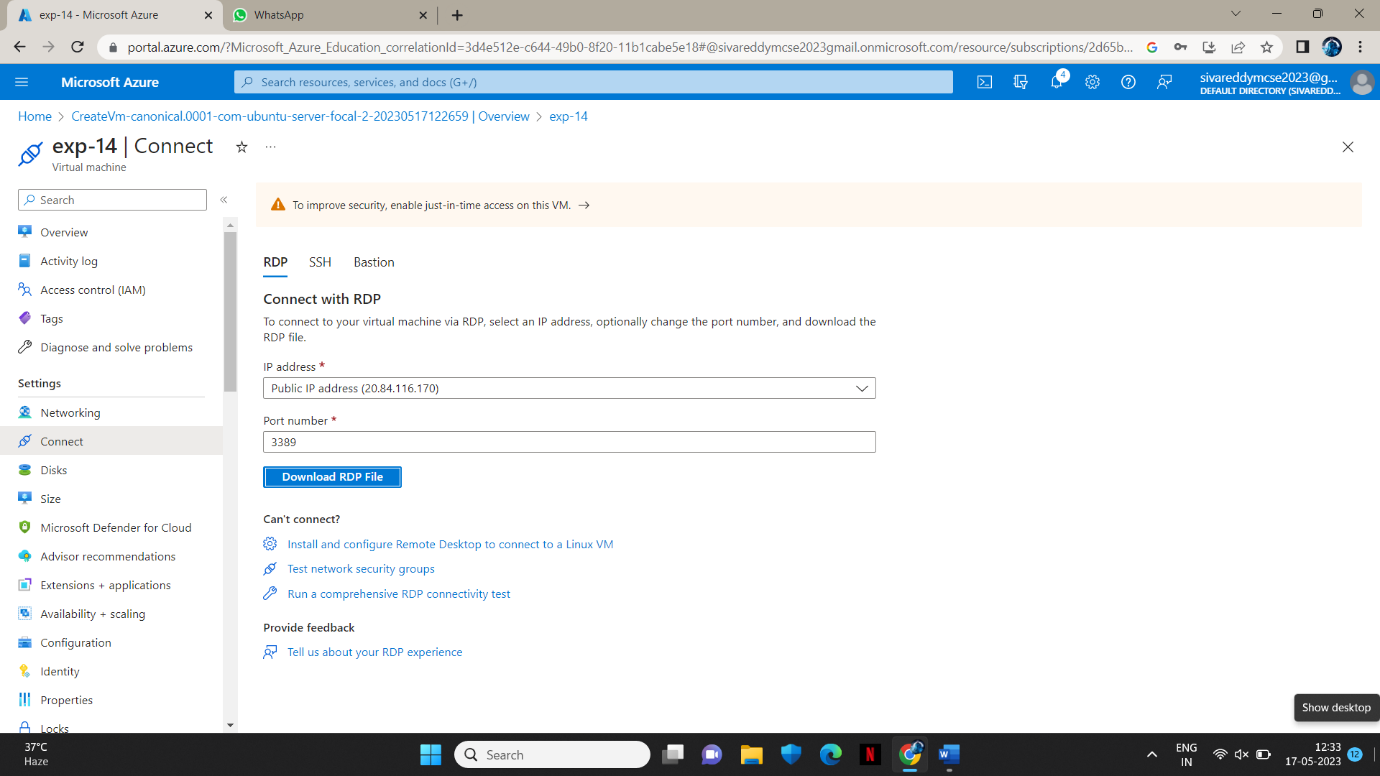 exp-14 - Microsoft Azure
WhatsApp
portal.azure.com/?Microsoft_Azure_Education_correlationId=3d4e512e-c644-49b0-8f20-11b1cabe5e18#@sivareddymcse2023gmail.onmicrosoft.com/resource/subscriptions/2d65b...
Microsoft Azure
Search resources, services, and docs (G+/)
4
sivareddymcse2023@g...
DEFAULT DIRECTORY (SIVAREDD...
Home > CreateVm-canonical.0001-com-ubuntu-server-focal-2-20230517122659 | Overview > exp-14
exp-14 | Connect
Virtual machine
Search
Overview
Activity log
Access control (IAM)
Tags
Diagnose and solve problems
Settings
Networking
Connect
Disks
Size
Microsoft Defender for Cloud
Advisor recommendations
Extensions + applications
Availability + scaling
Configuration
Identity
Properties
Locks
To improve security, enable just-in-time access on this VM. →
RDP SSH Bastion
Connect with RDP
To connect to your virtual machine via RDP, select an IP address, optionally change the port number, and download the
RDP file.
IP address *
Public IP address (20.84.116.170)
Port number *
3389
Download RDP File
Can't connect?
Install and configure Remote Desktop to connect to a Linux VM
Test network security groups
Run a comprehensive RDP connectivity test
Provide feedback
Tell us about your RDP experience
Show desktop
37°C
Haze
Search
ENG
IN
12:33
17-05-2023
12